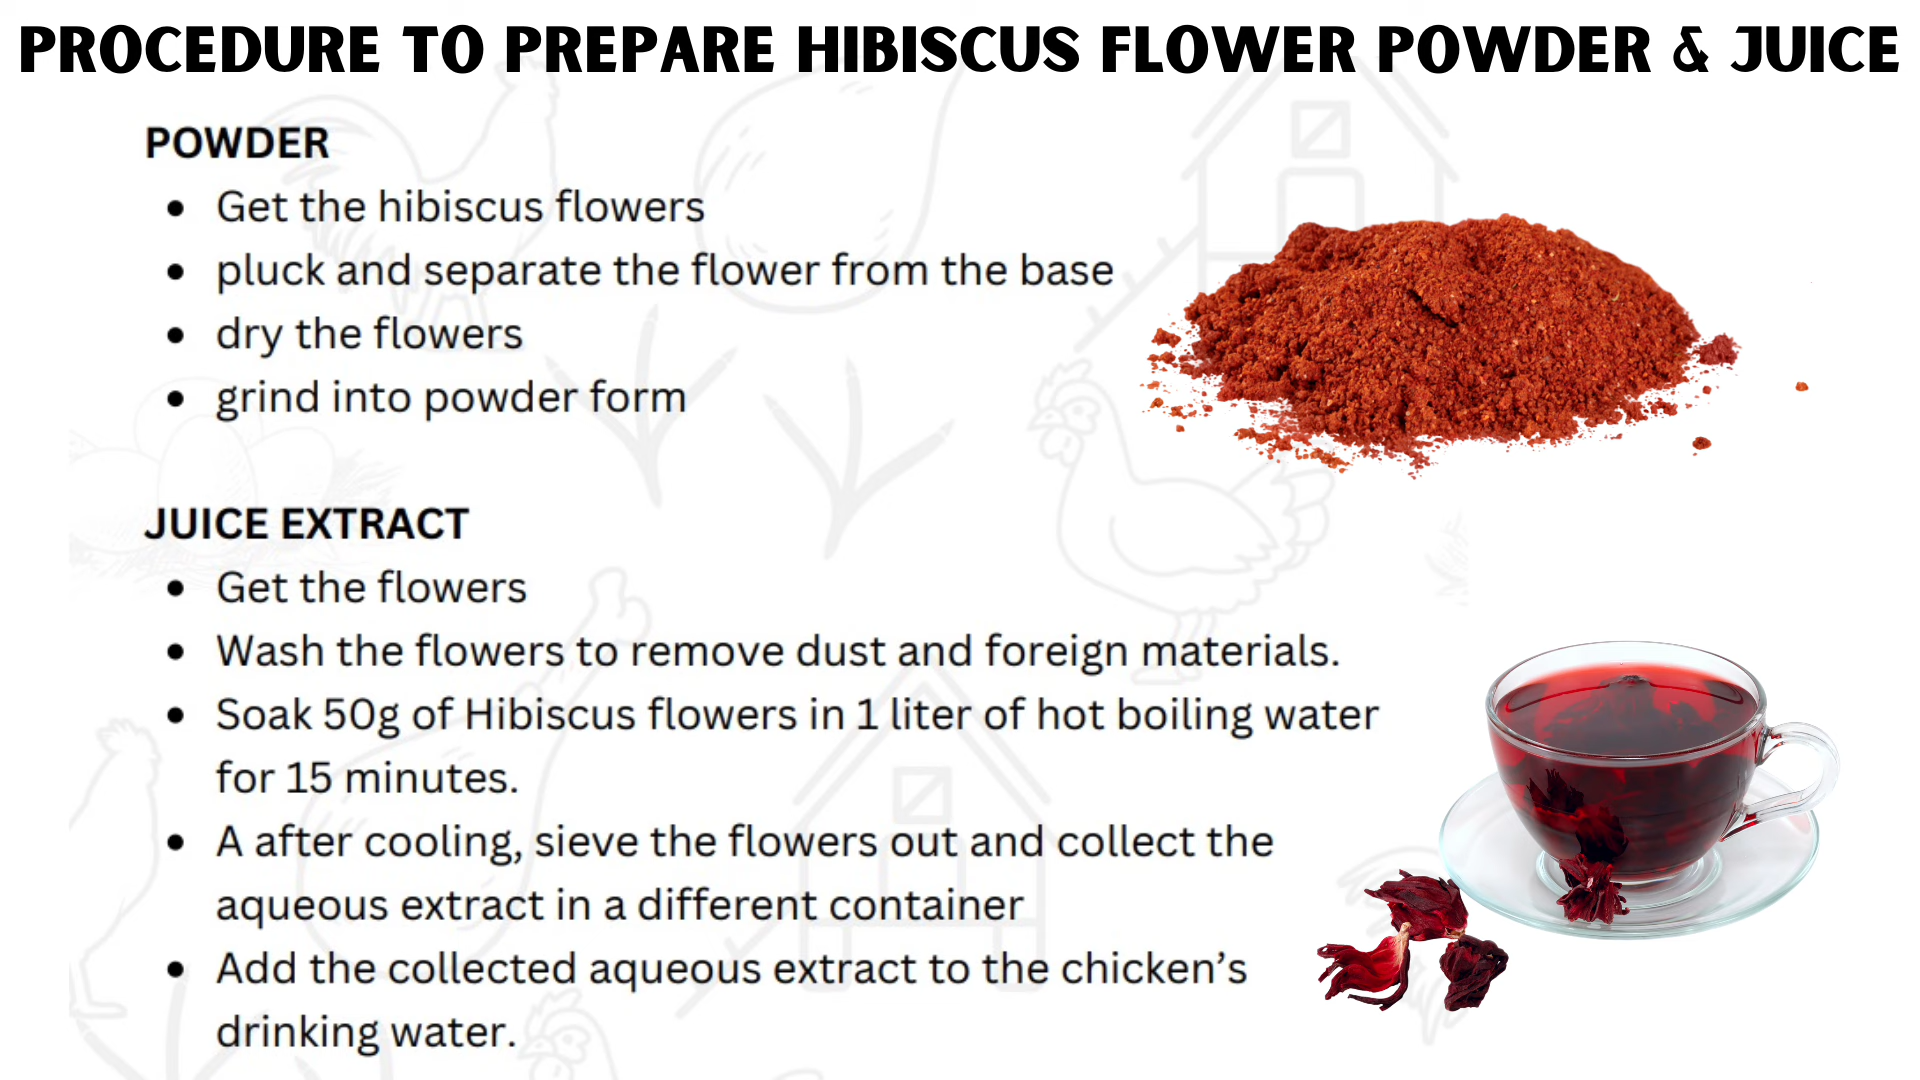 PROCEDURE TO PREPARE HIBISCUS FLOWER POWDER & JUICE
POWDER
• Get the hibiscus flowers
• pluck and separate the flower from the base
• dry the flowers
• grind into powder form
JUICE EXTRACT
• Get the flowers
• Wash the flowers to remove dust and foreign materials.
• Soak 50g of Hibiscus flowers in 1 liter of hot boiling water
for 15 minutes.
• A after cooling, sieve the flowers out and collect the
aqueous extract in a different container
• Add the collected aqueous extract to the chicken’s
drinking water.